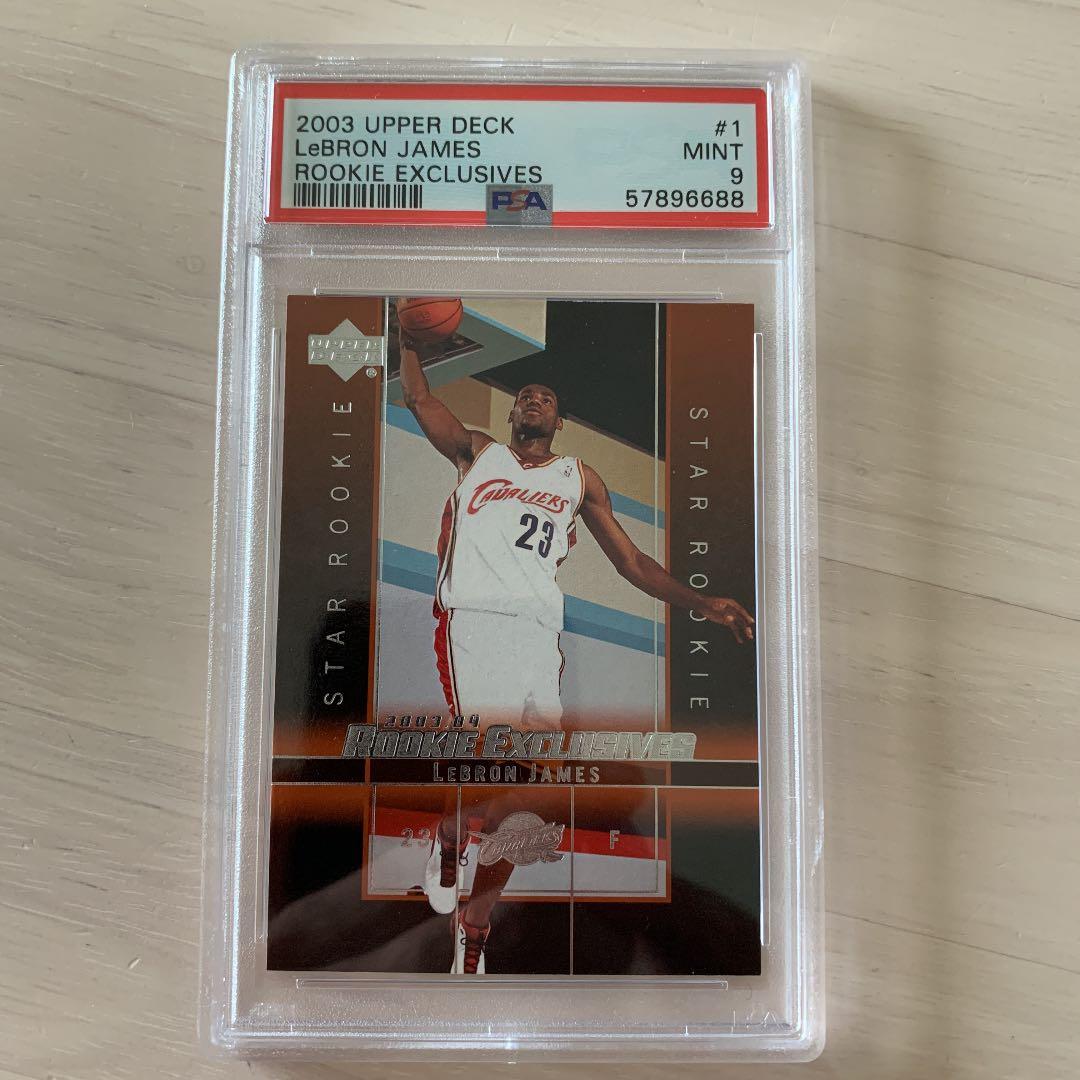 2003 UPPER DECK #1
LeBRON JAMES MINT
ROOKIE EXCLUSIVES 9
PSA 57896688
UPPER
DECK
®
STAR ROOKIE
STAR ROOKIE
CAVALIERS
23
2003.04
ROOKIE EXCLUSIVES
LEBRON JAMES
23 CAVALIERS F